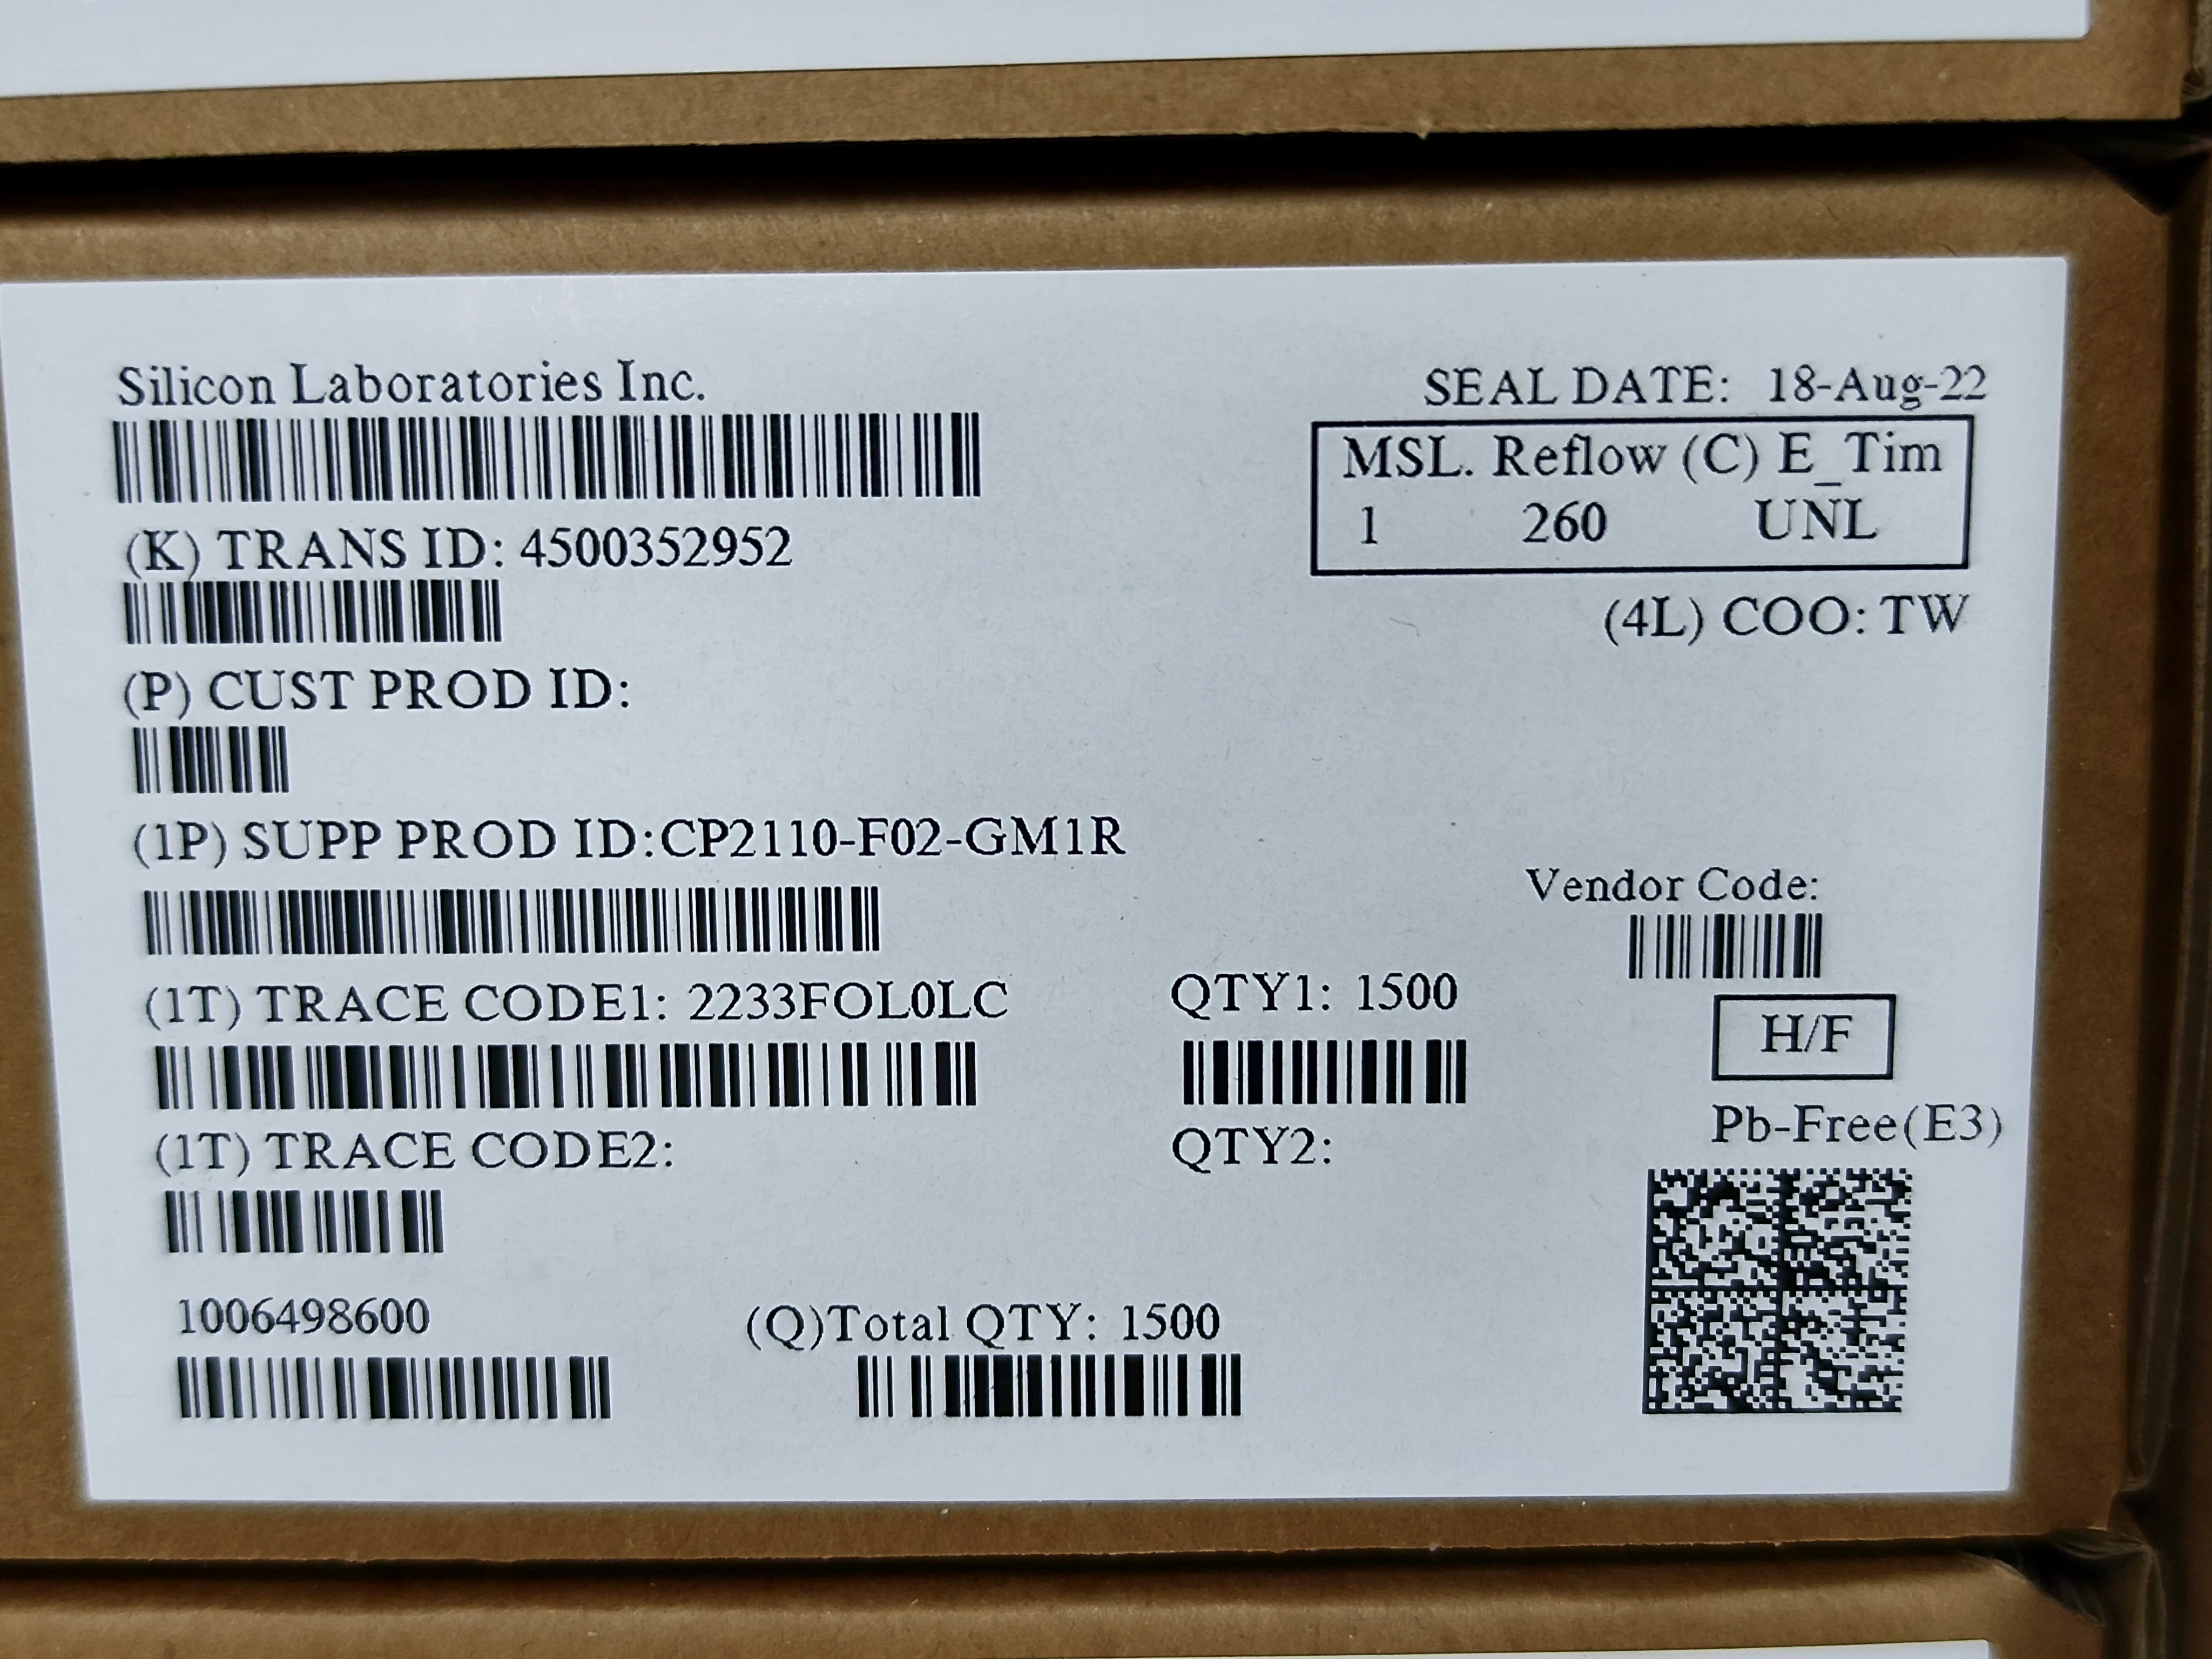 Silicon Laboratories Inc.
SEAL DATE: 18-Aug-22
MSL. Reflow (C) E_Tim
1 260 UNL
(K) TRANS ID: 4500352952
(4L) COO: TW
(P) CUST PROD ID:
(1P) SUPP PROD ID:CP2110-F02-GM1R
Vendor Code:
(1T) TRACE CODE1: 2233FOL0LC
QTY1: 1500
H/F
Pb-Free(E3)
(1T) TRACE CODE2:
QTY2:
1006498600
(Q)Total QTY: 1500